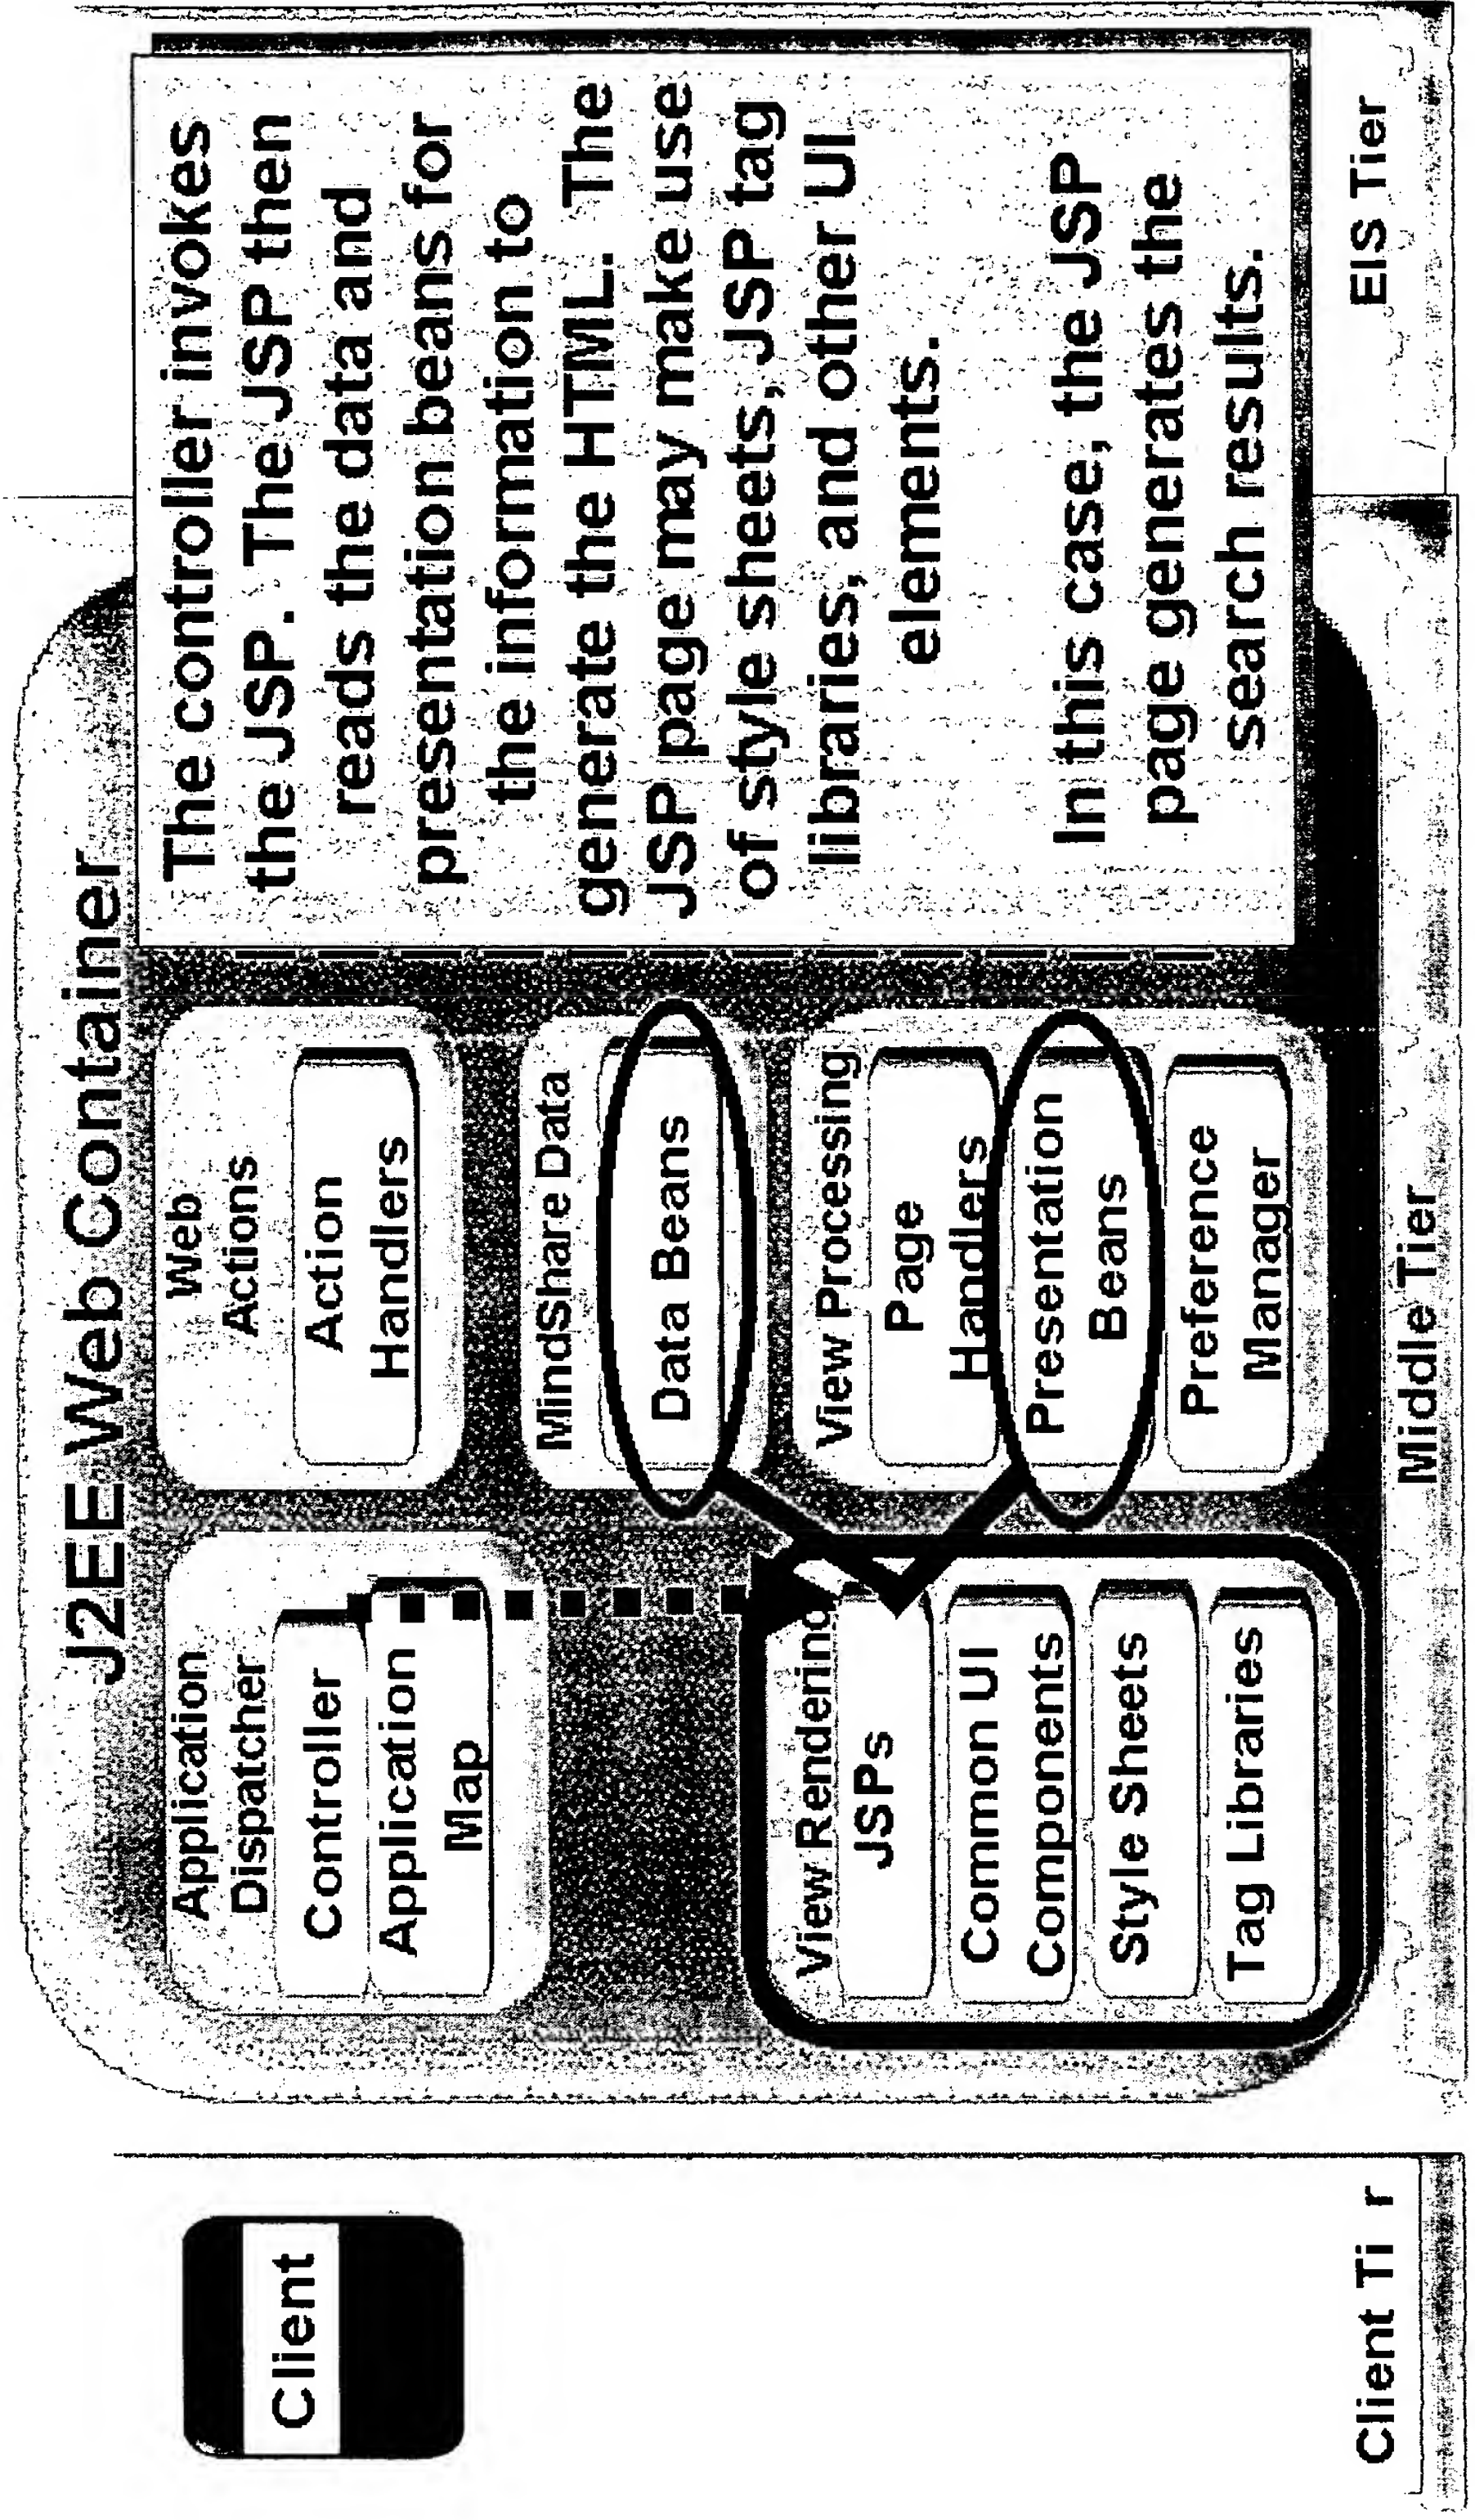 J2EE Web Container
Client
Application
Dispatcher
Controller
Application
Map
Web
Actions
Action
Handlers
MindShare Data
Data Beans
View Processing
Page
Handlers
Presentation
Beans
Preference
Manager
View Rendering
JSPs
Common UI
Components
Style Sheets
Tag Libraries
The controller invokes
the JSP. The JSP then
reads the data and
presentation beans for
the information to
generate the HTML. The
JSP page may make use
of style sheets, JSP tag
libraries, and other UI
elements.
In this case, the JSP
page generates the
search results.
Client Ti r
Middle Tier
EIS Tier